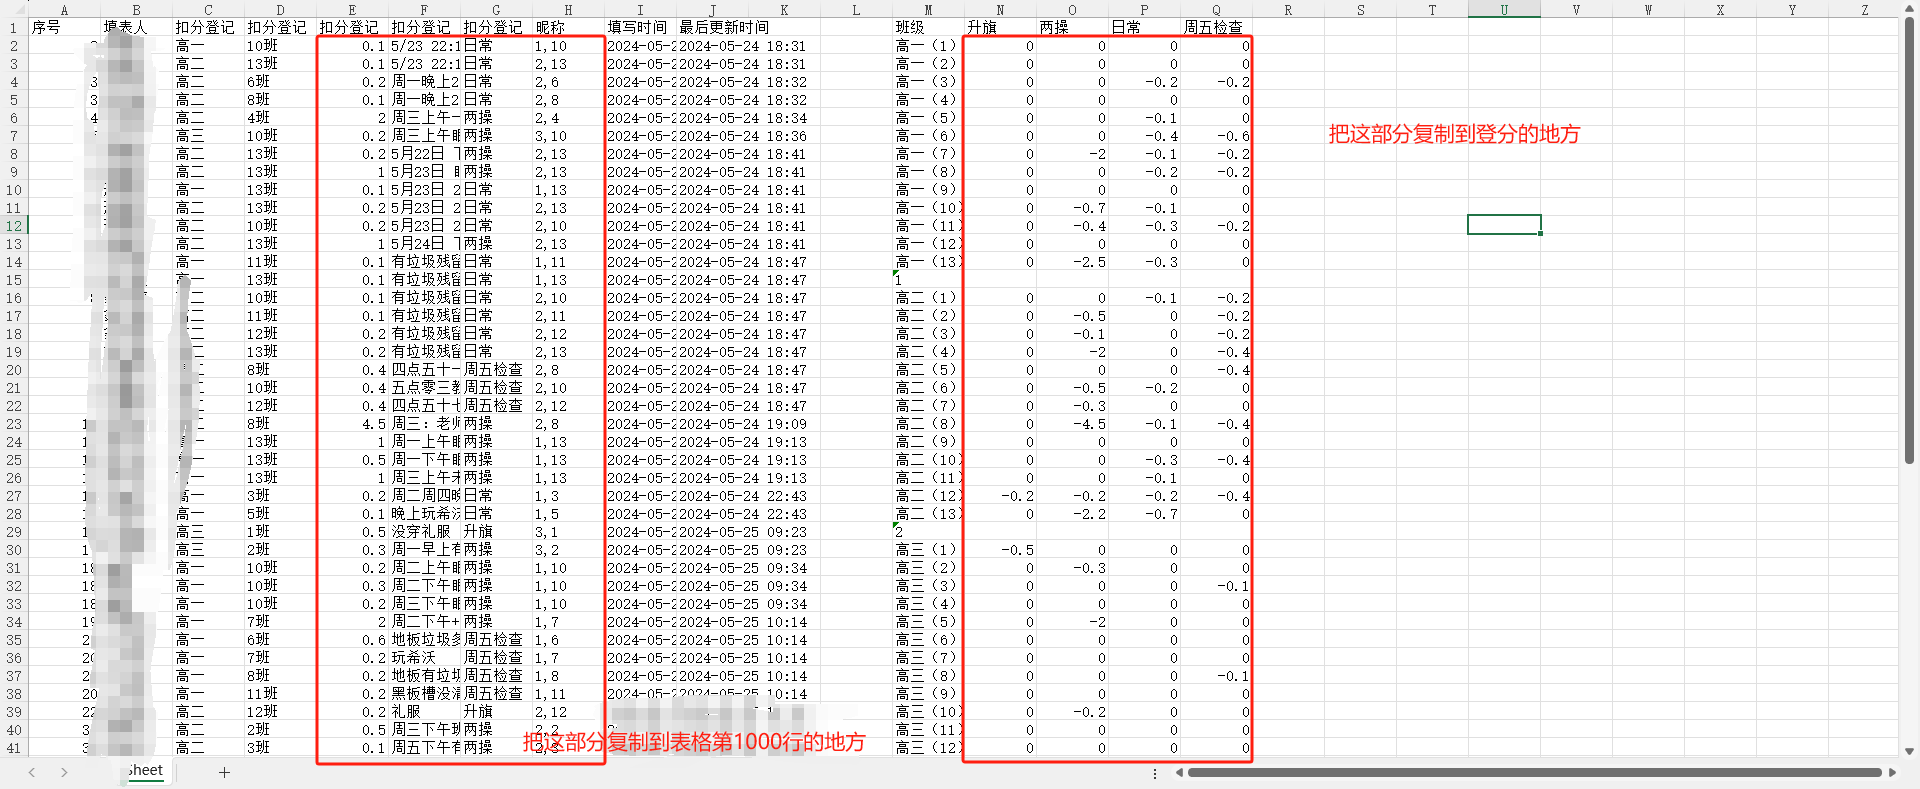 A B C D E F G H I J K L M N O P Q R S T U V W X Y Z
1 序号 填表人 扣分登记 扣分登记 扣分登记 扣分登记 扣分登记 昵称 填写时间 最后更新时间 班级 升旗 两操 日常 周五检查
2 高一 10班 0.1 5/23 22:1 日常 1,10 2024-05-2 2024-05-24 18:31 高一（1） 0 0 0 0
3 高二 13班 0.1 5/23 22:1 日常 2,13 2024-05-2 2024-05-24 18:31 高一（2） 0 0 0 0
4 3 高二 6班 0.2 周一晚上2 日常 2,6 2024-05-2 2024-05-24 18:32 高一（3） 0 0 -0.2 -0.2
5 3 高二 8班 0.1 周一晚上2 日常 2,8 2024-05-2 2024-05-24 18:32 高一（4） 0 0 0 0
6 4 高二 4班 2 周三上午一 两操 2,4 2024-05-2 2024-05-24 18:34 高一（5） 0 0 -0.1 0
7 高三 10班 0.2 周三上午眼 两操 3,10 2024-05-2 2024-05-24 18:36 高一（6） 0 0 -0.4 -0.6
8 高二 13班 0.2 5月22日 下 两操 2,13 2024-05-2 2024-05-24 18:41 高一（7） 0 -2 -0.1 -0.2
9 高二 13班 1 5月23日 眼 两操 2,13 2024-05-2 2024-05-24 18:41 高一（8） 0 0 -0.2 -0.2
10 高一 13班 0.1 5月23日 2 日常 1,13 2024-05-2 2024-05-24 18:41 高一（9） 0 0 0 0
11 高二 13班 0.2 5月23日 2 日常 2,13 2024-05-2 2024-05-24 18:41 高一（10） 0 -0.7 -0.1 0
12 高二 10班 0.2 5月23日 2 日常 2,10 2024-05-2 2024-05-24 18:41 高一（11） 0 -0.4 -0.3 -0.2
13 高二 13班 1 5月24日 下 两操 2,13 2024-05-2 2024-05-24 18:41 高一（12） 0 0 0 0
14 高一 11班 0.1 有垃圾残留 日常 1,11 2024-05-2 2024-05-24 18:47 高一（13） 0 -2.5 -0.3 0
15 高一 13班 0.1 有垃圾残留 日常 1,13 2024-05-2 2024-05-24 18:47 1
16 10班 0.1 有垃圾残留 日常 2,10 2024-05-2 2024-05-24 18:47 高二（1） 0 0 -0.1 -0.2
17 11班 0.1 有垃圾残留 日常 2,11 2024-05-2 2024-05-24 18:47 高二（2） 0 -0.5 0 -0.2
18 12班 0.2 有垃圾残留 日常 2,12 2024-05-2 2024-05-24 18:47 高二（3） 0 -0.1 0 -0.2
19 13班 0.2 有垃圾残留 日常 2,13 2024-05-2 2024-05-24 18:47 高二（4） 0 -2 0 -0.4
20 8班 0.4 四点五十一 周五检查 2,8 2024-05-2 2024-05-24 18:47 高二（5） 0 0 0 -0.4
21 10班 0.4 五点零三教 周五检查 2,10 2024-05-2 2024-05-24 18:47 高二（6） 0 -0.5 -0.2 0
22 12班 0.4 四点五十七 周五检查 2,12 2024-05-2 2024-05-24 18:47 高二（7） 0 -0.3 0 0
23 8班 4.5 周三：老师 两操 2,8 2024-05-2 2024-05-24 19:09 高二（8） 0 -4.5 -0.1 -0.4
24 13班 1 周一上午眼 两操 1,13 2024-05-2 2024-05-24 19:13 高二（9） 0 0 0 0
25 13班 0.5 周一下午眼 两操 1,13 2024-05-2 2024-05-24 19:13 高二（10） 0 0 -0.3 -0.4
26 高一 13班 1 周三上午未 两操 1,13 2024-05-2 2024-05-24 19:13 高二（11） 0 0 -0.1 0
27 高一 3班 0.2 周二周四晚 日常 1,3 2024-05-2 2024-05-24 22:43 高二（12） -0.2 -0.2 -0.2 -0.4
28 高一 5班 0.1 晚上玩希沃 日常 1,5 2024-05-2 2024-05-24 22:43 高二（13） 0 -2.2 -0.7 0
29 高三 1班 0.5 没穿礼服 升旗 3,1 2024-05-2 2024-05-25 09:23 2
30 高三 2班 0.3 周一早上有 两操 3,2 2024-05-2 2024-05-25 09:23 高三（1） -0.5 0 0 0
31 18 高一 10班 0.2 周二上午眼 两操 1,10 2024-05-2 2024-05-25 09:34 高三（2） 0 -0.3 0 0
32 18 高一 10班 0.3 周二下午眼 两操 1,10 2024-05-2 2024-05-25 09:34 高三（3） 0 0 0 -0.1
33 18 高一 10班 0.2 周三下午眼 两操 1,10 2024-05-2 2024-05-25 09:34 高三（4） 0 0 0 0
34 19 高一 7班 2 周二下午+ 两操 1,7 2024-05-2 2024-05-25 10:14 高三（5） 0 -2 0 0
35 2 高一 6班 0.6 地板垃圾多 周五检查 1,6 2024-05-2 2024-05-25 10:14 高三（6） 0 0 0 0
36 20 高一 7班 0.2 玩希沃 周五检查 1,7 2024-05-2 2024-05-25 10:14 高三（7） 0 0 0 0
37 2 高一 8班 0.2 地板有垃圾 周五检查 1,8 2024-05-2 2024-05-25 10:14 高三（8） 0 0 0 -0.1
38 20 高一 11班 0.2 黑板槽没清 周五检查 1,11 2024-05-2 2024-05-25 10:14 高三（9） 0 0 0 0
39 22 高二 12班 0.2 礼服 升旗 2,12 高三（10） 0 -0.2 0 0
40 3 高二 2班 0.5 周三下午班 两操 2,2 高三（11） 0 0 0 0
41 3 高二 3班 0.1 周五下午有 两操 2,3 高三（12） 0 0 0 0
把这部分复制到登分的地方
把这部分复制到表格第1000行的地方
Sheet